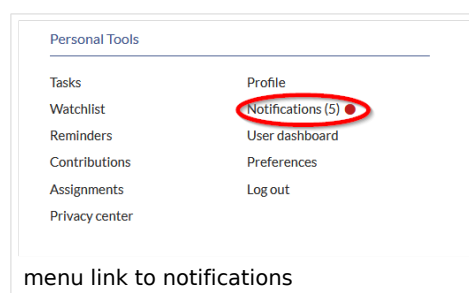 Personal Tools
Tasks
Profile
Watchlist
Notifications (5)
Reminders
User dashboard
Contributions
Preferences
Assignments
Log out
Privacy center
menu link to notifications